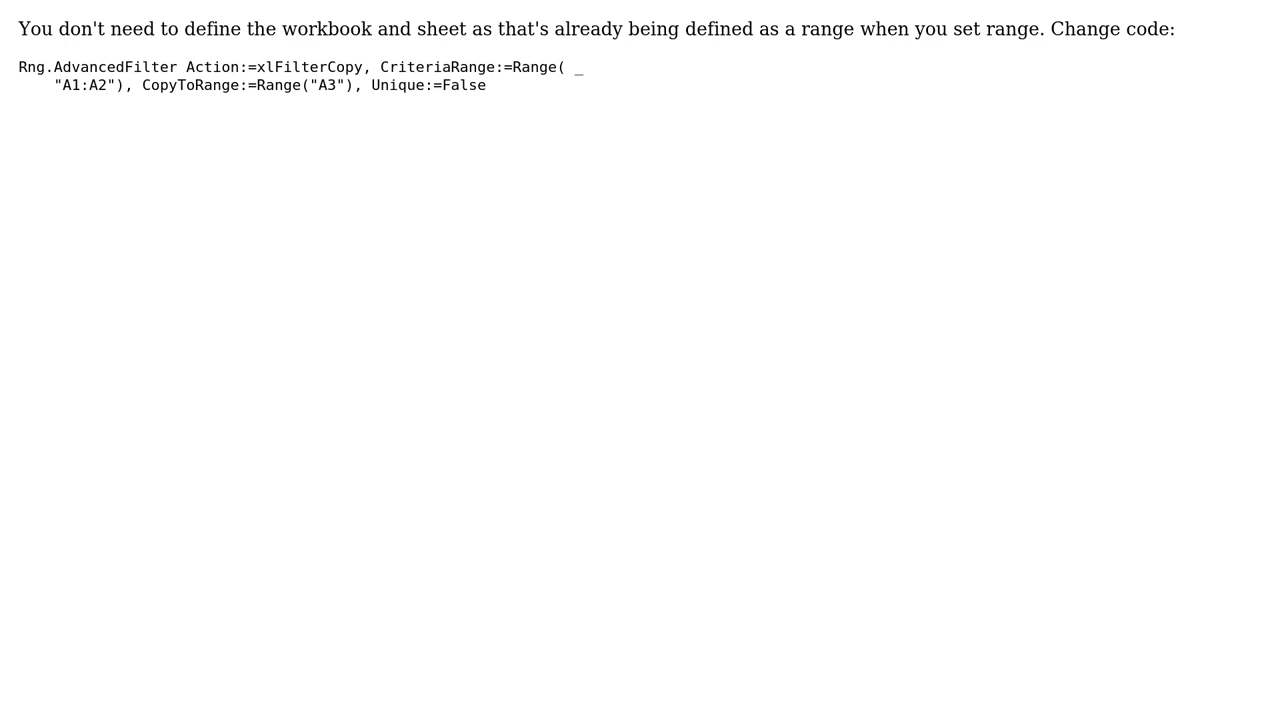 You don't need to define the workbook and sheet as that's already being defined as a range when you set range. Change code:
Rng.AdvancedFilter Action:=xlFilterCopy, CriteriaRange:=Range( _
    "A1:A2"), CopyToRange:=Range("A3"), Unique:=False